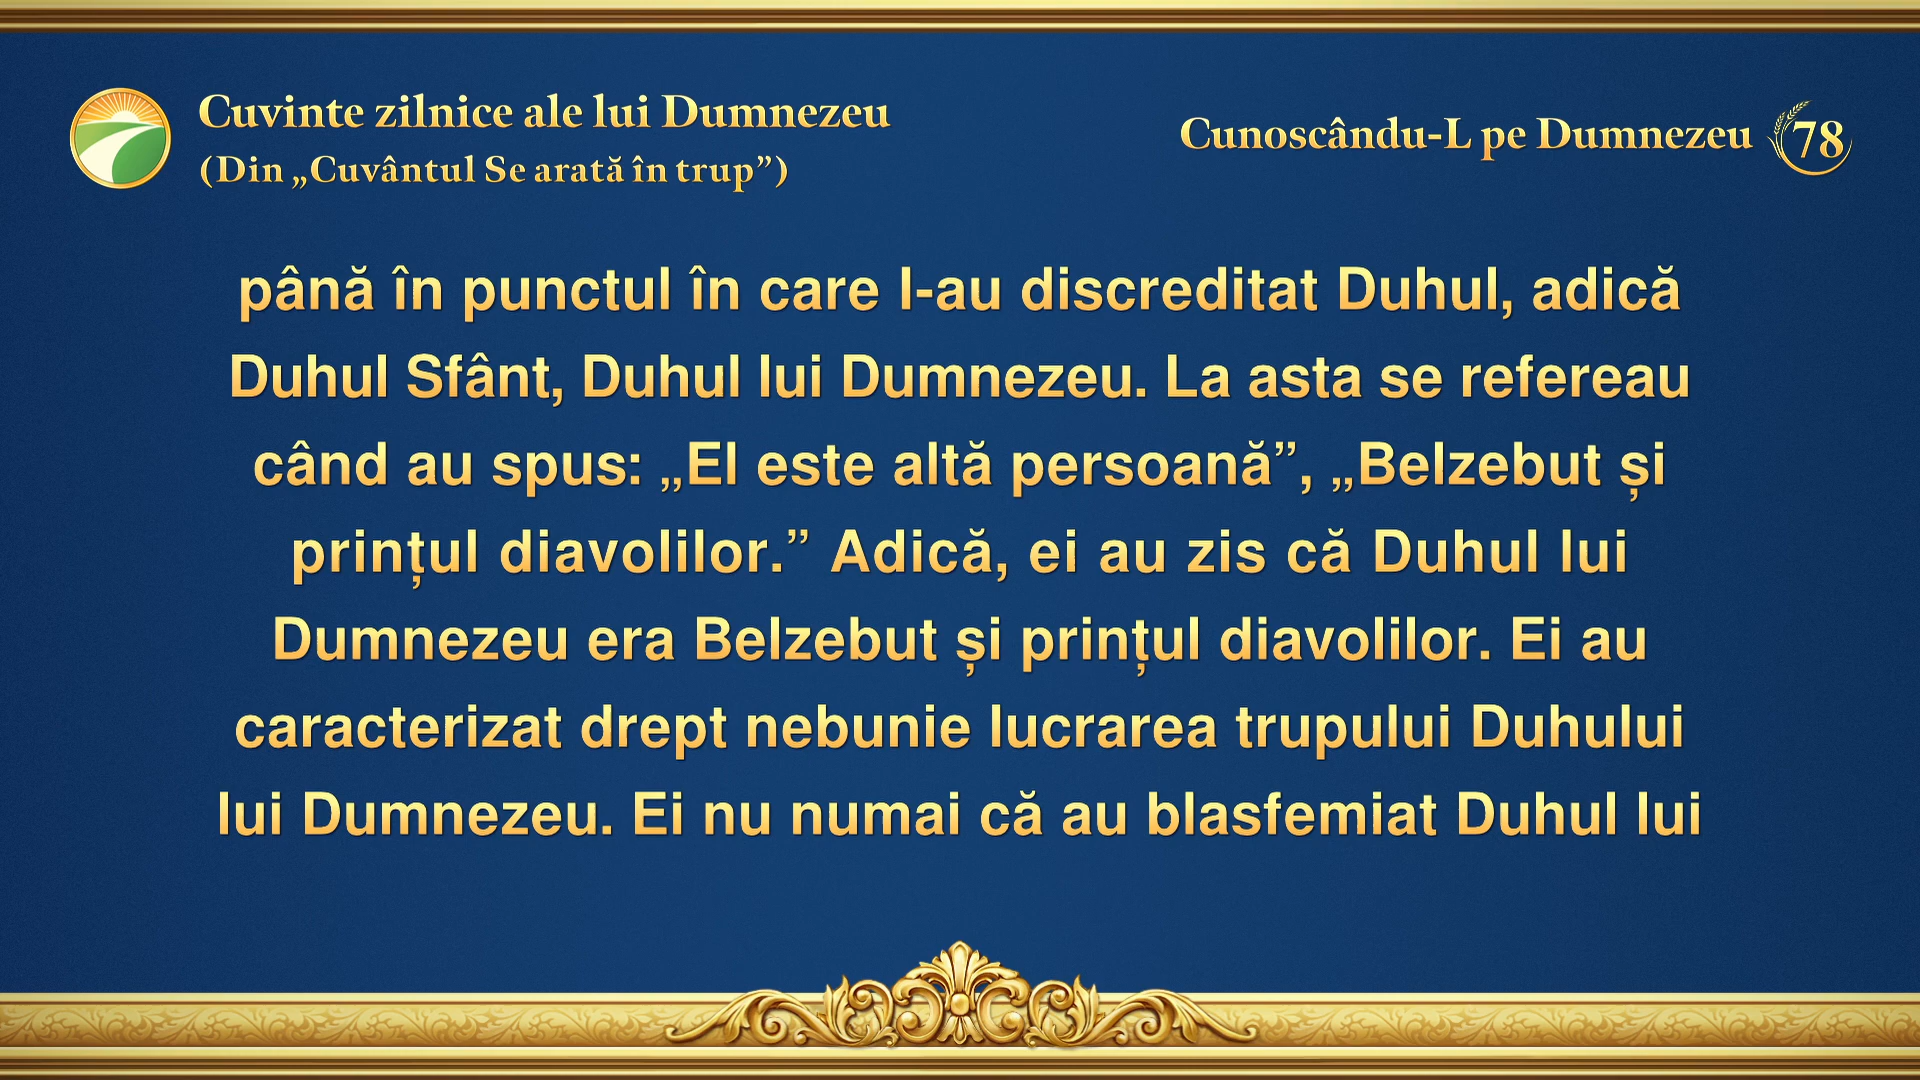 Cuvinte zilnice ale lui Dumnezeu
(Din „Cuvântul Se arată în trup”)
Cunoscându-L pe Dumnezeu 78
până în punctul în care I-au discreditat Duhul, adică
Duhul Sfânt, Duhul lui Dumnezeu. La asta se refereau
când au spus: „El este altă persoană”, „Belzebut și
prințul diavolilor.” Adică, ei au zis că Duhul lui
Dumnezeu era Belzebut și prințul diavolilor. Ei au
caracterizat drept nebunie lucrarea trupului Duhului
lui Dumnezeu. Ei nu numai că au blasfemiat Duhul lui